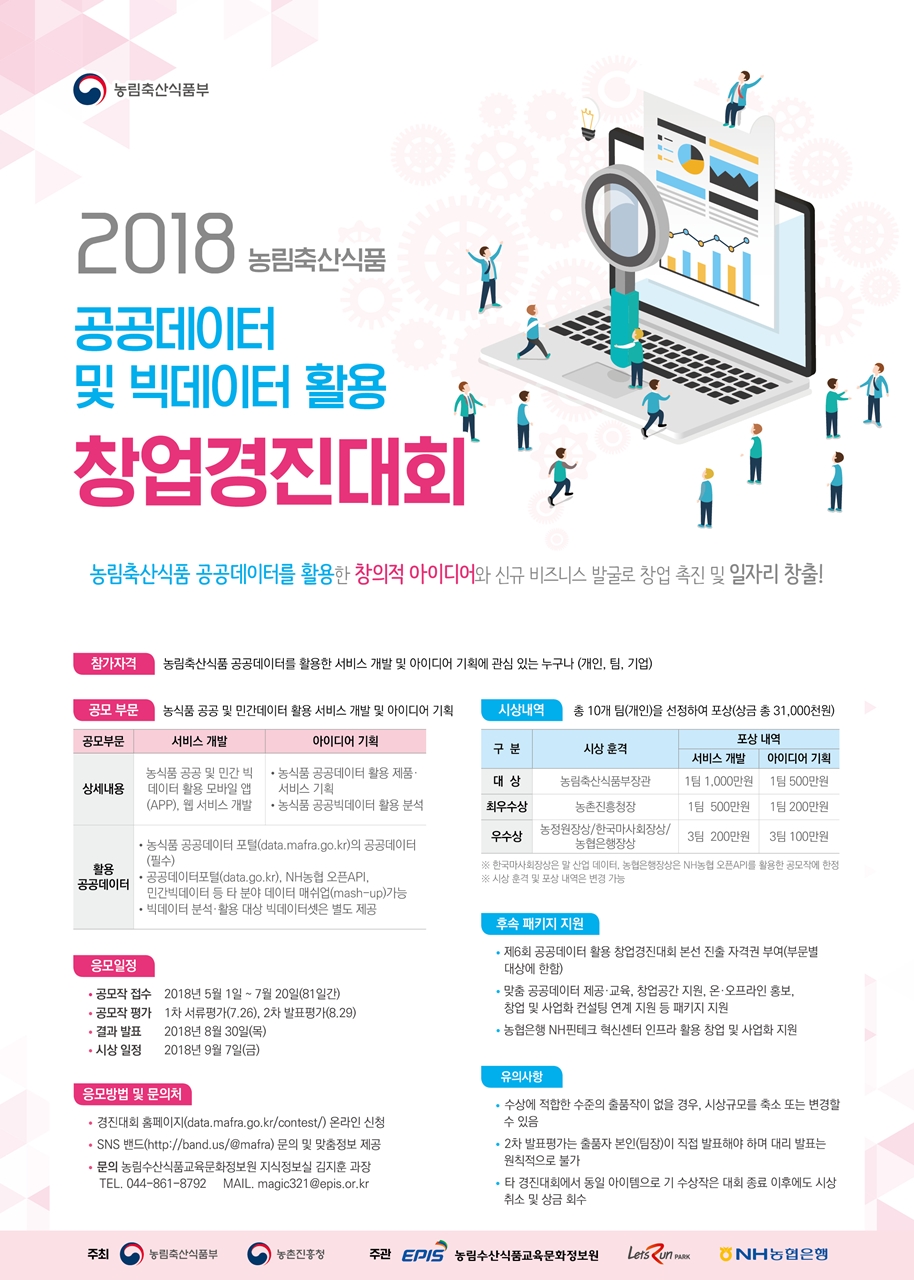 농림축산식품부
2018 농림축산식품
공공데이터
및 빅데이터 활용
창업경진대회
농림축산식품 공공데이터를 활용한 창의적 아이디어와 신규 비즈니스 발굴로 창업 촉진 및 일자리 창출!
참가자격 농림축산식품 공공데이터를 활용한 서비스 개발 및 아이디어 기획에 관심 있는 누구나 (개인, 팀, 기업)
공모 부문 농식품 공공 및 민간데이터 활용 서비스 개발 및 아이디어 기획
공모부문 서비스 개발 아이디어 기획
상세내용
농식품 공공 및 민간 빅
데이터 활용 모바일 앱
(APP), 웹 서비스 개발
• 농식품 공공데이터 활용 제품·
서비스 기획
• 농식품 공공빅데이터 활용 분석
활용
공공데이터
• 농식품 공공데이터 포털(data.mafra.go.kr)의 공공데이터
(필수)
• 공공데이터포털(data.go.kr), NH농협 오픈API,
민간빅데이터 등 타 분야 데이터 매쉬업(mash-up)가능
• 빅데이터 분석·활용 대상 빅데이터셋은 별도 제공
응모일정
• 공모작 접수 2018년 5월 1일 ~ 7월 20일(81일간)
• 공모작 평가 1차 서류평가(7.26), 2차 발표평가(8.29)
• 결과 발표 2018년 8월 30일(목)
• 시상 일정 2018년 9월 7일(금)
응모방법 및 문의처
• 경진대회 홈페이지(data.mafra.go.kr/contest/) 온라인 신청
• SNS 밴드(http://band.us/@mafra) 문의 및 맞춤정보 제공
• 문의 농림수산식품교육문화정보원 지식정보실 김지훈 과장
TEL. 044-861-8792 MAIL. magic321@epis.or.kr
시상내역 총 10개 팀(개인)을 선정하여 포상(상금 총 31,000천원)
구 분 시상 훈격 포상 내역
서비스 개발 아이디어 기획
대 상 농림축산식품부장관 1팀 1,000만원 1팀 500만원
최우수상 농촌진흥청장 1팀 500만원 1팀 200만원
우수상 농정원장상/한국마사회장상/
농협은행장상 3팀 200만원 3팀 100만원
※ 한국마사회장상은 말 산업 데이터, 농협은행장상은 NH농협 오픈API를 활용한 공모작에 한정
※ 시상 훈격 및 포상 내역은 변경 가능
후속 패키지 지원
• 제6회 공공데이터 활용 창업경진대회 본선 진출 자격권 부여(부문별
대상에 한함)
• 맞춤 공공데이터 제공·교육, 창업공간 지원, 온·오프라인 홍보,
창업 및 사업화 컨설팅 연계 지원 등 패키지 지원
• 농협은행 NH핀테크 혁신센터 인프라 활용 창업 및 사업화 지원
유의사항
• 수상에 적합한 수준의 출품작이 없을 경우, 시상규모를 축소 또는 변경할
수 있음
• 2차 발표평가는 출품자 본인(팀장)이 직접 발표해야 하며 대리 발표는
원칙적으로 불가
• 타 경진대회에서 동일 아이템으로 기 수상작은 대회 종료 이후에도 시상
취소 및 상금 회수
주최 농림축산식품부 농촌진흥청 주관 EPIS 농림수산식품교육문화정보원 Let'sRun PARK NH농협은행